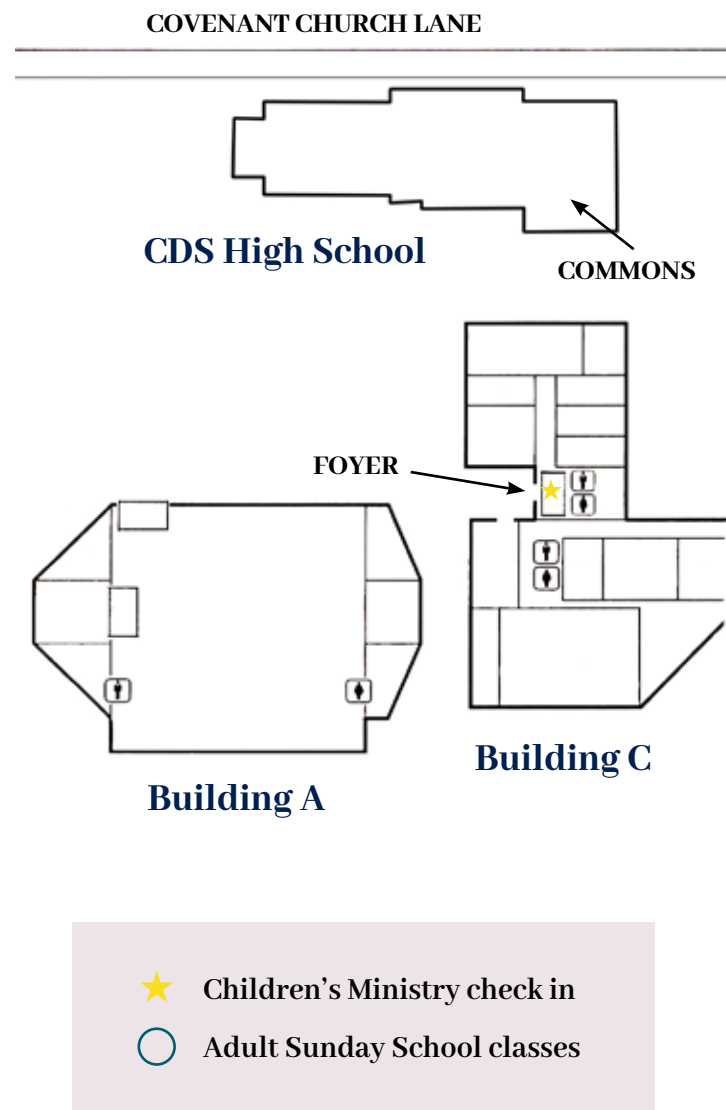 COVENANT CHURCH LANE
CDS High School
COMMONS
FOYER
Building C
Building A
Children’s Ministry check in
Adult Sunday School classes